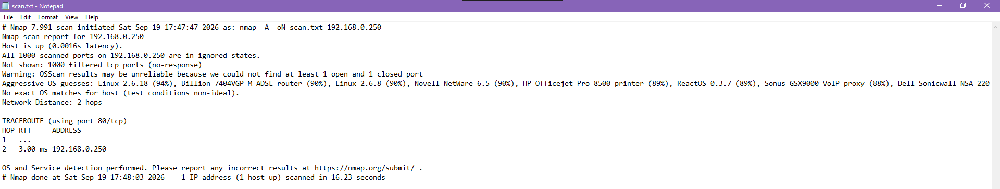 scan.txt - Notepad
File Edit Format View Help
# Nmap 7.991 scan initiated Sat Sep 19 17:47:47 2026 as: nmap -A -oN scan.txt 192.168.0.250
Nmap scan report for 192.168.0.250
Host is up (0.0016s latency).
All 1000 scanned ports on 192.168.0.250 are in ignored states.
Not shown: 1000 filtered tcp ports (no-response)
Warning: OSScan results may be unreliable because we could not find at least 1 open and 1 closed port
Aggressive OS guesses: Linux 2.6.18 (94%), Billion 7404VGP-M ADSL router (90%), Linux 2.6.8 (90%), Novell NetWare 6.5 (90%), HP Officejet Pro 8500 printer (89%), ReactOS 0.3.7 (89%), Sonus GSX9000 VoIP proxy (88%), Dell Sonicwall NSA 220
No exact OS matches for host (test conditions non-ideal).
Network Distance: 2 hops
TRACEROUTE (using port 80/tcp)
HOP RTT ADDRESS
1 ...
2 3.00 ms 192.168.0.250
OS and Service detection performed. Please report any incorrect results at https://nmap.org/submit/ .
# Nmap done at Sat Sep 19 17:48:03 2026 -- 1 IP address (1 host up) scanned in 16.23 seconds